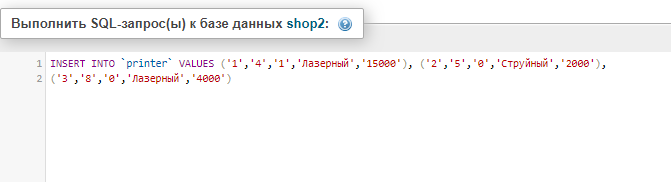 Выполнить SQL-запрос(ы) к базе данных shop2:
1 INSERT INTO `printer` VALUES ('1','4','1','Лазерный','15000'), ('2','5','0','Струйный','2000'),
2 ('3','8','0','Лазерный','4000')